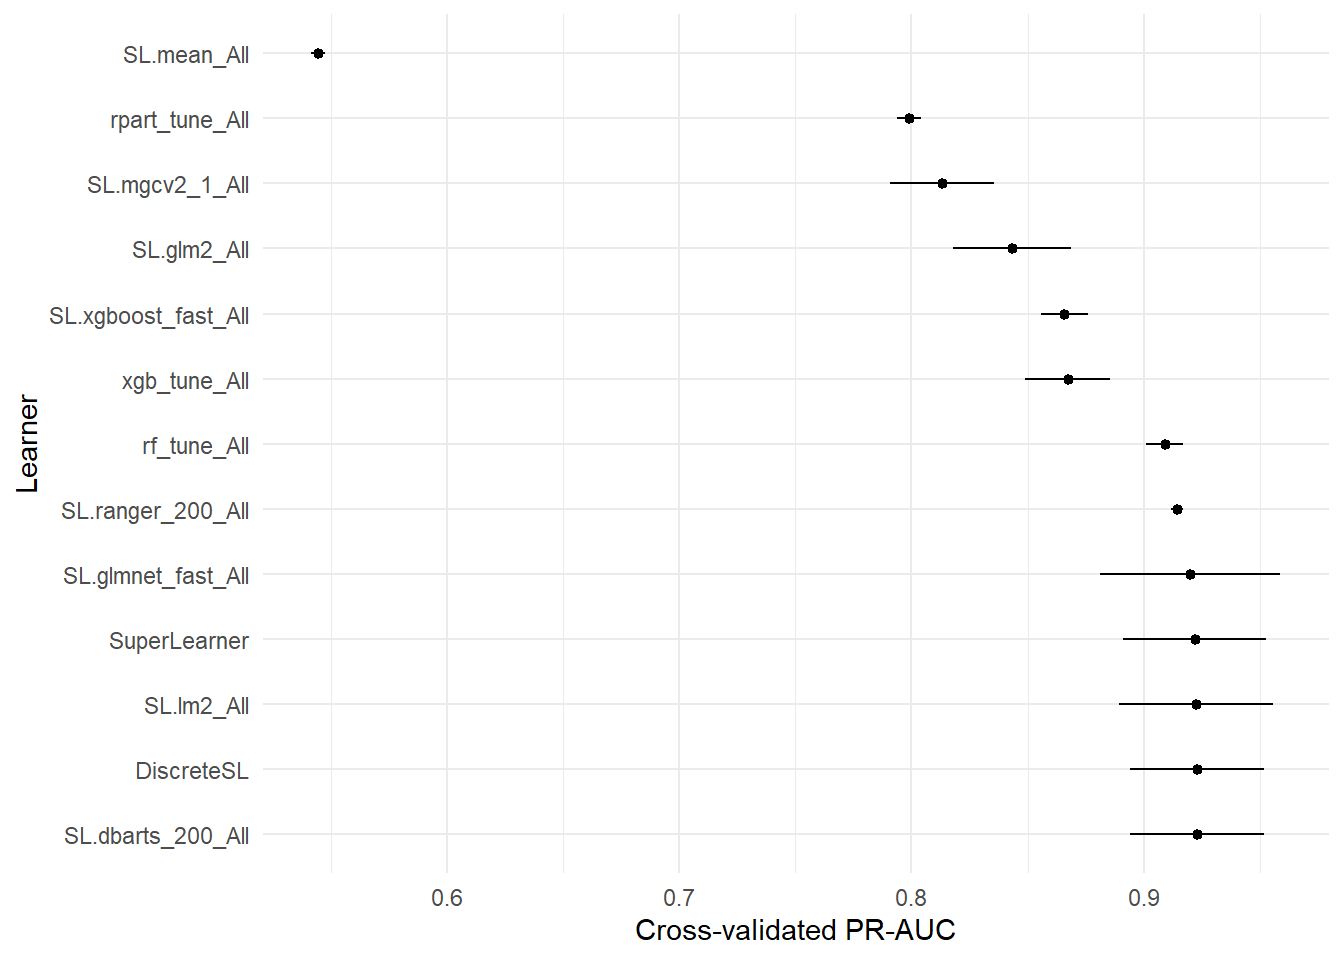 SL.mean_All
rpart_tune_All
SL.mgcv2_1_All
SL.glm2_All
SL.xgboost_fast_All
xgb_tune_All
rf_tune_All
SL.ranger_200_All
SL.glmnet_fast_All
SuperLearner
SL.lm2_All
DiscreteSL
SL.dbarts_200_All
Learner
0.6 0.7 0.8 0.9
Cross-validated PR-AUC